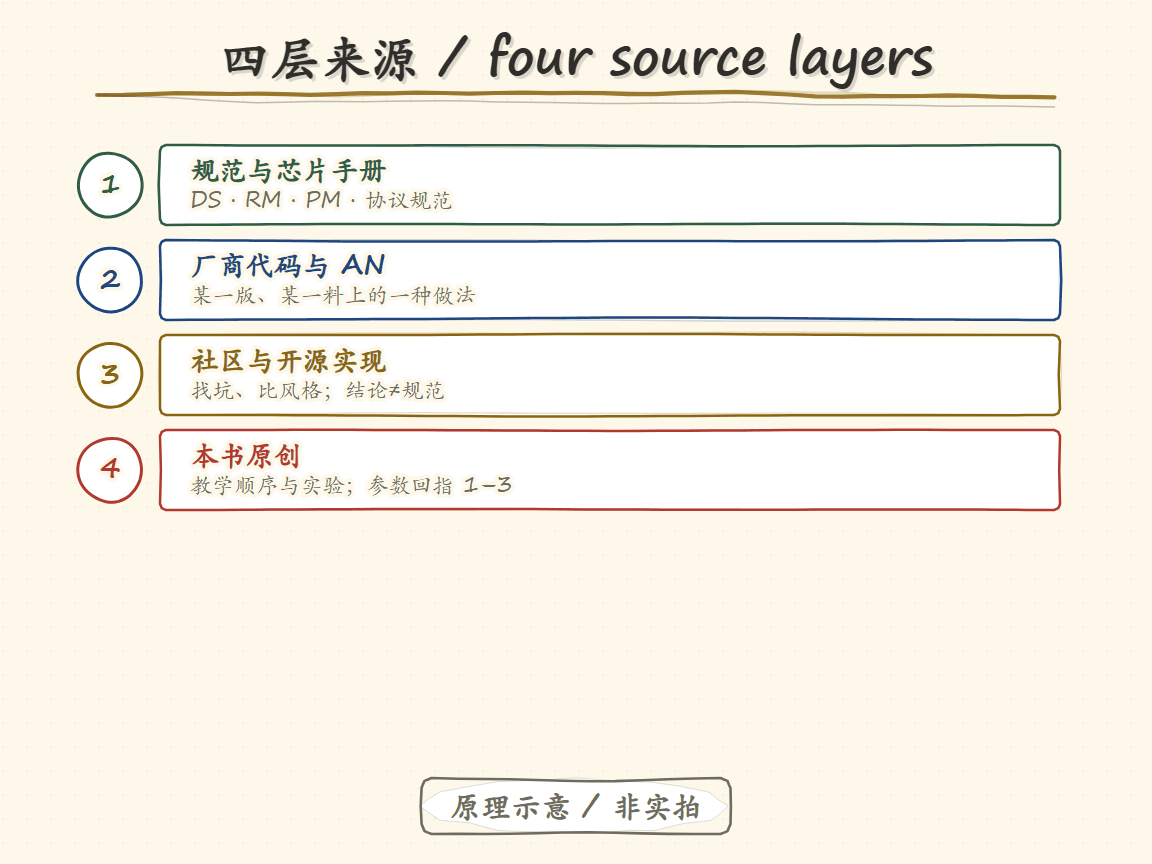 四层来源 / four source layers
1
规范与芯片手册
DS · RM · PM · 协议规范
2
厂商代码与 AN
某一版、某一料上的一种做法
3
社区与开源实现
找坑、比风格；结论≠规范
4
本书原创
教学顺序与实验；参数回指 1–3
原理示意 / 非实拍